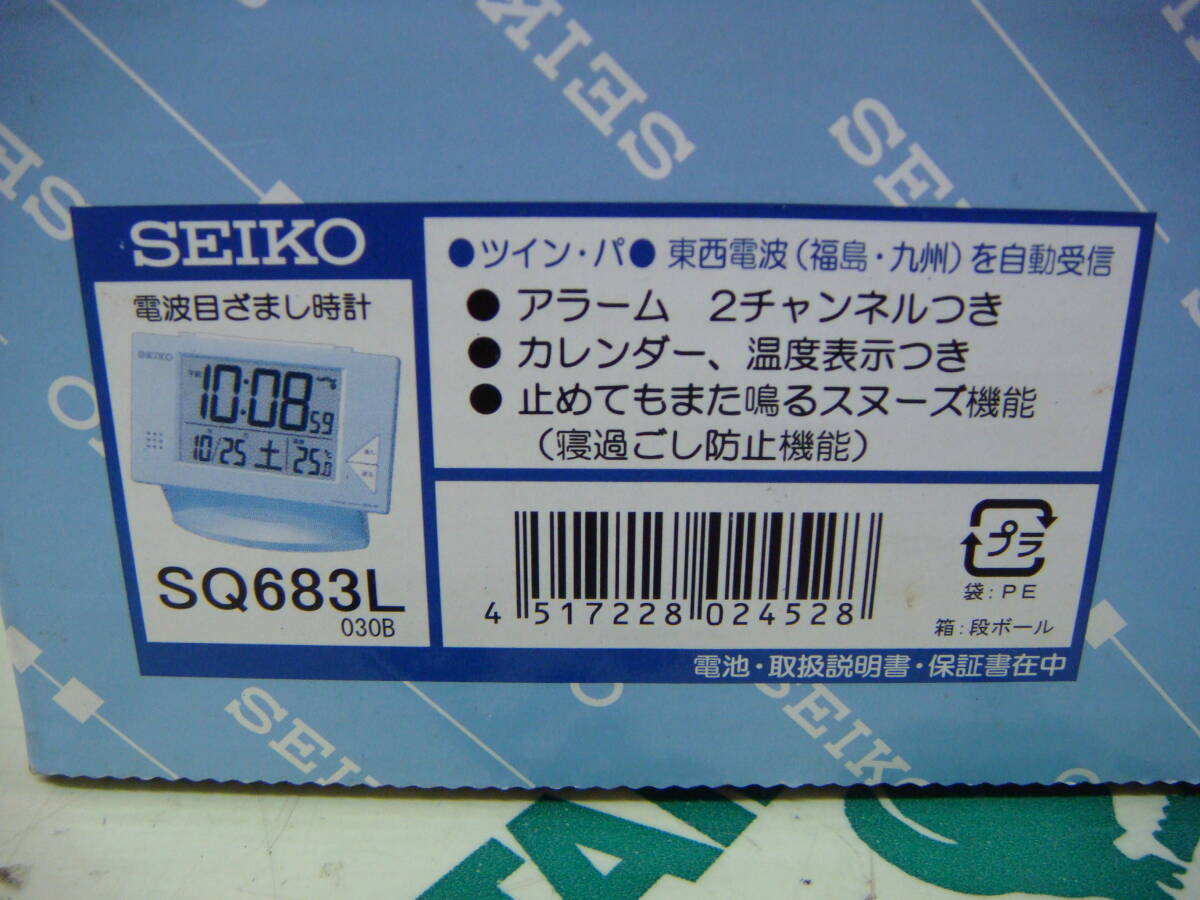 SEIKO
SEIKO
SEIKO
電波目ざまし時計
SEIKO
午前 10:08 59
10/25 土 25.0 ℃
SQ683L
030B
●ツイン・パ● 東西電波(福島・九州)を自動受信
● アラーム 2チャンネルつき
● カレンダー、温度表示つき
● 止めてもまた鳴るスヌーズ機能
(寝過ごし防止機能)
4 517228 024528
プラ
袋:PE
箱:段ボール
電池・取扱説明書・保証書在中
SEIKO
SEIKO